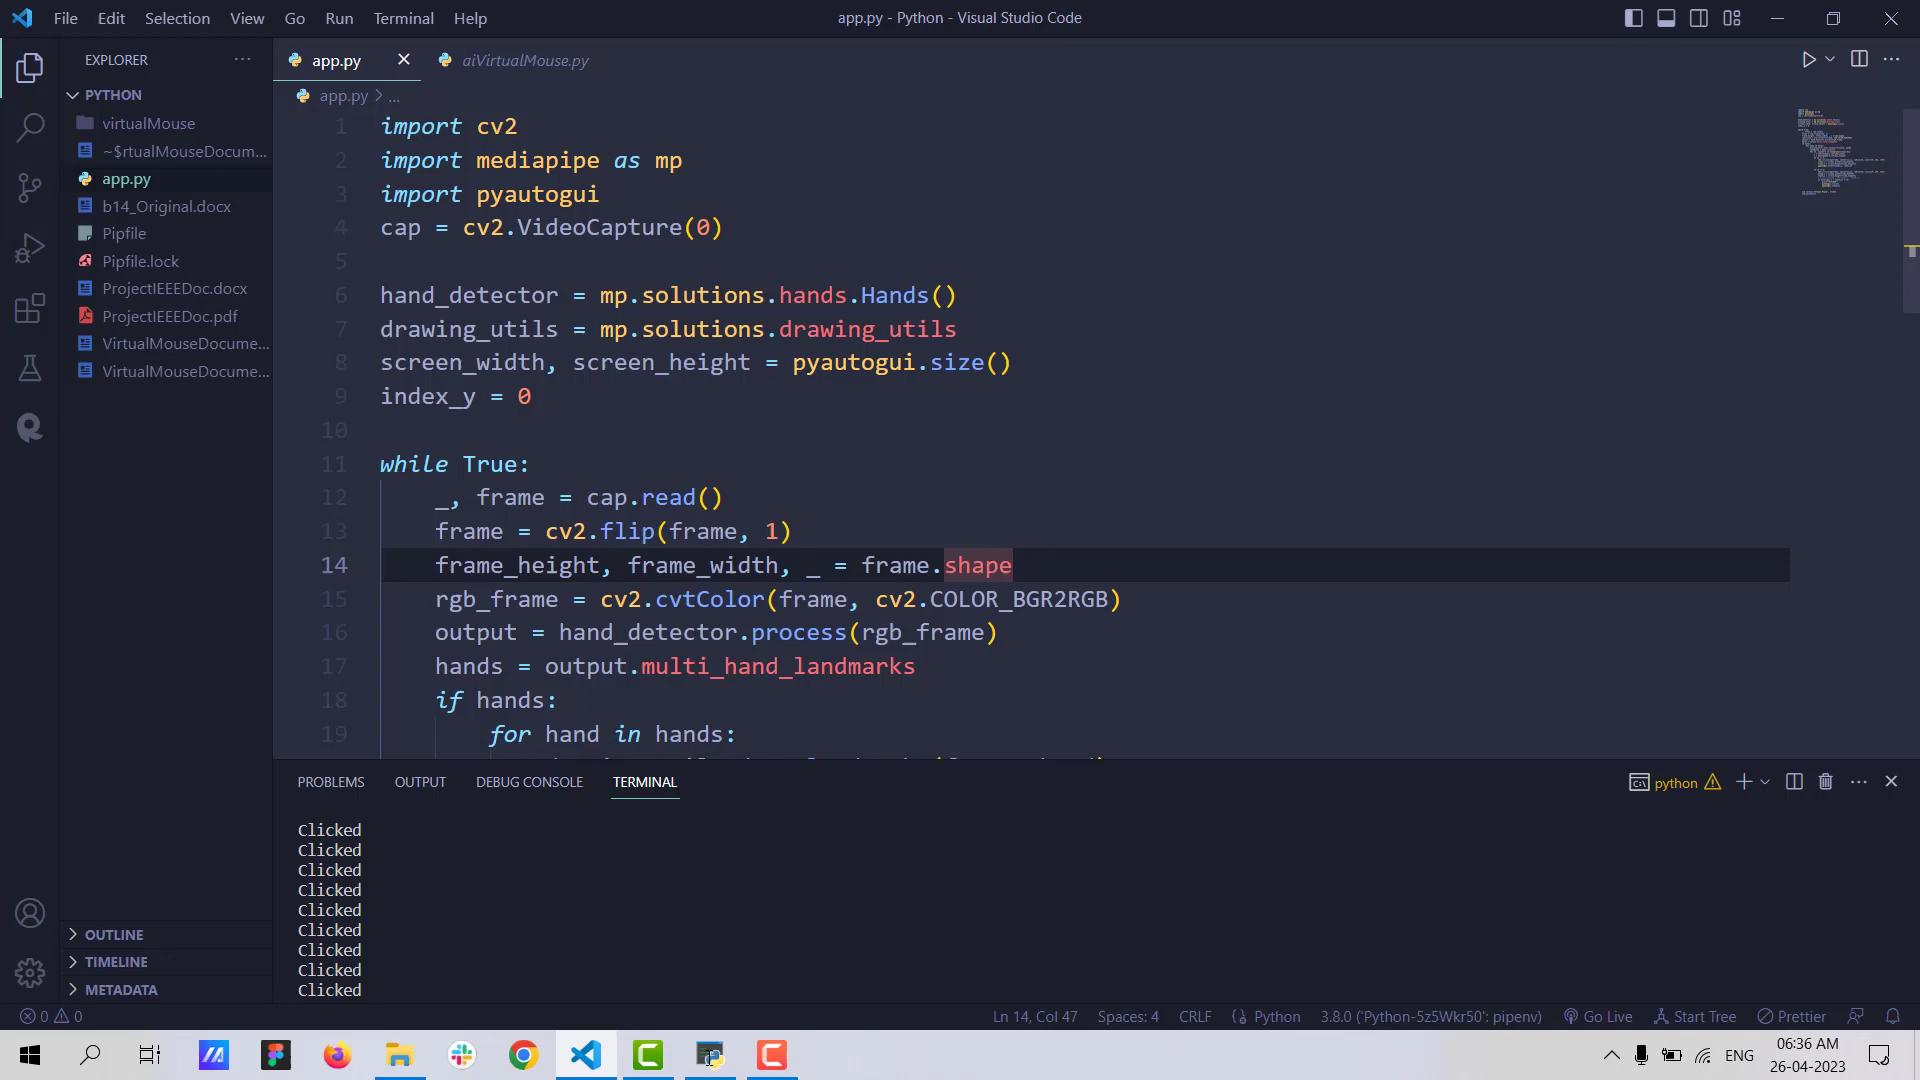 File Edit Selection View Go Run Terminal Help
app.py - Python - Visual Studio Code
EXPLORER
PYTHON
virtualMouse
~$rtualMouseDocum...
app.py
b14_Original.docx
Pipfile
Pipfile.lock
ProjectIEEEDoc.docx
ProjectIEEEDoc.pdf
VirtualMouseDocume...
VirtualMouseDocume...
OUTLINE
TIMELINE
METADATA
app.py aiVirtualMouse.py
app.py > ...
1 import cv2
2 import mediapipe as mp
3 import pyautogui
4 cap = cv2.VideoCapture(0)
5
6 hand_detector = mp.solutions.hands.Hands()
7 drawing_utils = mp.solutions.drawing_utils
8 screen_width, screen_height = pyautogui.size()
9 index_y = 0
10
11 while True:
12 _, frame = cap.read()
13 frame = cv2.flip(frame, 1)
14 frame_height, frame_width, _ = frame.shape
15 rgb_frame = cv2.cvtColor(frame, cv2.COLOR_BGR2RGB)
16 output = hand_detector.process(rgb_frame)
17 hands = output.multi_hand_landmarks
18 if hands:
19 for hand in hands:
PROBLEMS OUTPUT DEBUG CONSOLE TERMINAL
python
Clicked
Clicked
Clicked
Clicked
Clicked
Clicked
Clicked
Clicked
Clicked
0 0
Ln 14, Col 47 Spaces: 4 CRLF Python 3.8.0 ('Python-5z5Wkr50': pipenv) Go Live Start Tree Prettier
ENG
06:36 AM
26-04-2023